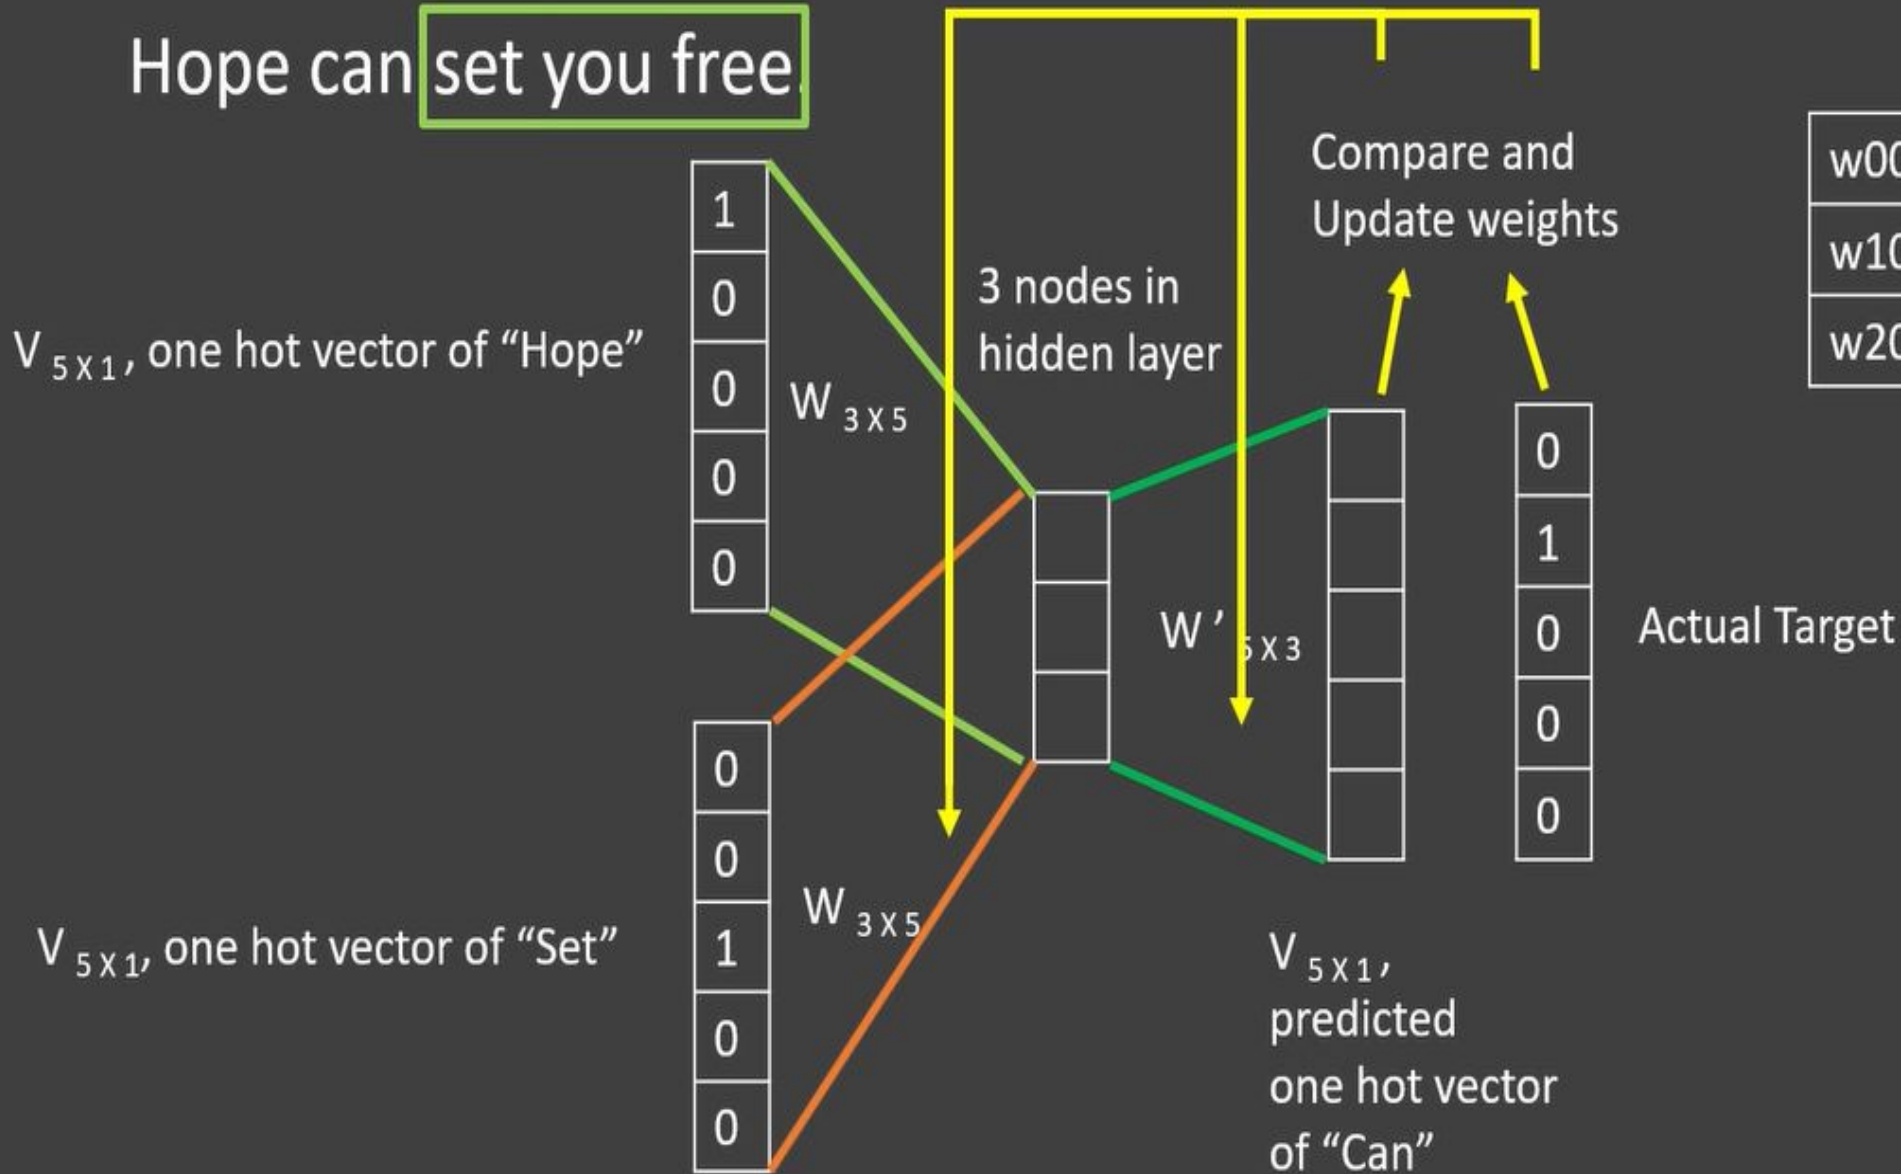 Hope can set you free.
Compare and
Update weights
w00
w10
w20
1
0
0
0
0
3 nodes in
hidden layer
V 5 X 1, one hot vector of “Hope”
W 3 X 5
0
1
0
0
0
W ’ 5 X 3
Actual Target
0
0
1
0
0
W 3 X 5
V 5 X 1, one hot vector of “Set”
V 5 X 1,
predicted
one hot vector
of “Can”